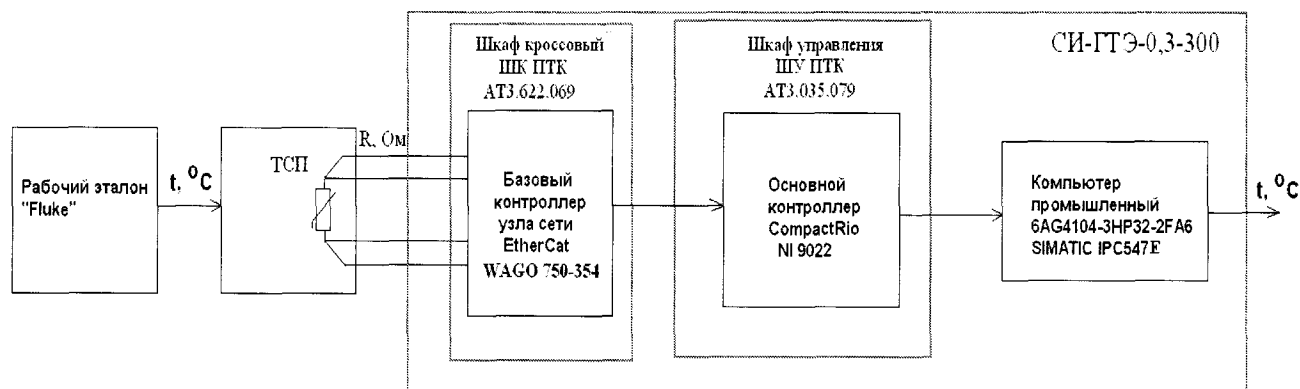 СИ-ГТЭ-0,3-300
Шкаф кроссовый
ШК ПТК
АТ3.622.069
Шкаф управления
ШУ ПТК
АТ3.035.079
Рабочий эталон
"Fluke"
t, °C
ТСП
R, Ом
Базовый
контроллер
узла сети
EtherCat
WAGO 750-354
Основной
контроллер
CompactRio
NI 9022
Компьютер
промышленный
6AG4104-3HP32-2FA6
SIMATIC IPC547E
t, °C